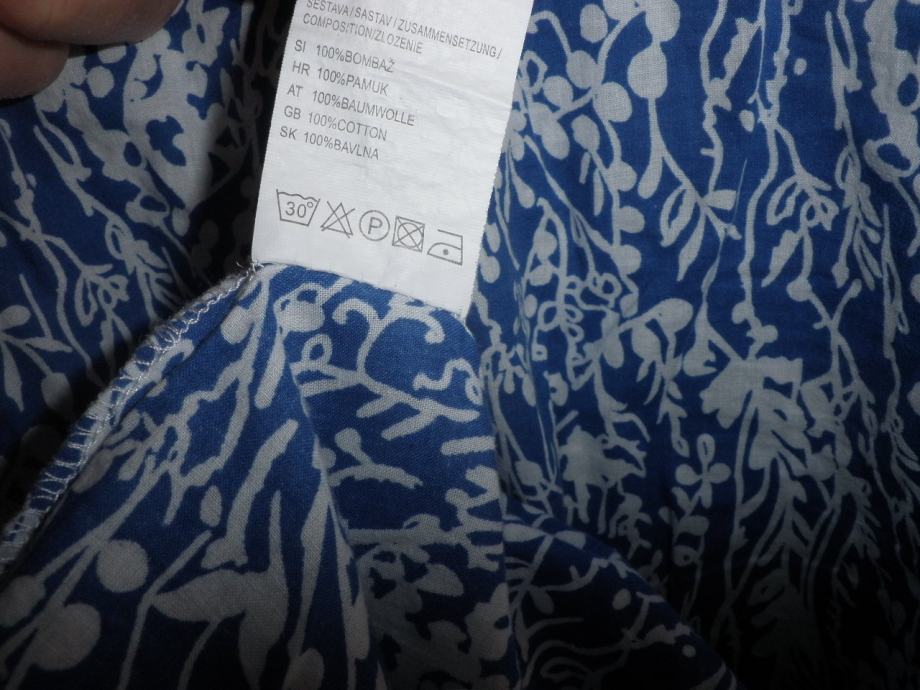 SESTAVA/SASTAV/ZUSAMMENSETZUNG/
COMPOSITION/ZLOŽENIE
SI 100%BOMBAŽ
HR 100%PAMUK
AT 100%BAUMWOLLE
GB 100%COTTON
SK 100%BAVLNA
30° P